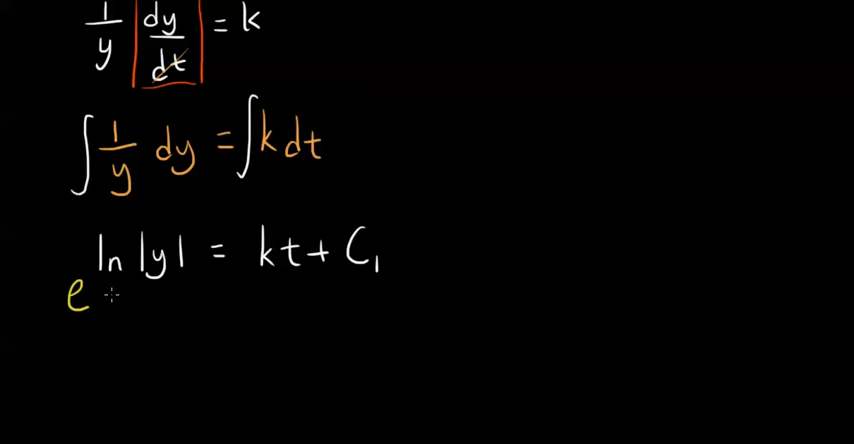 1/y dy/dt = k
∫ 1/y dy = ∫ k dt
ln |y| = kt + C₁
e